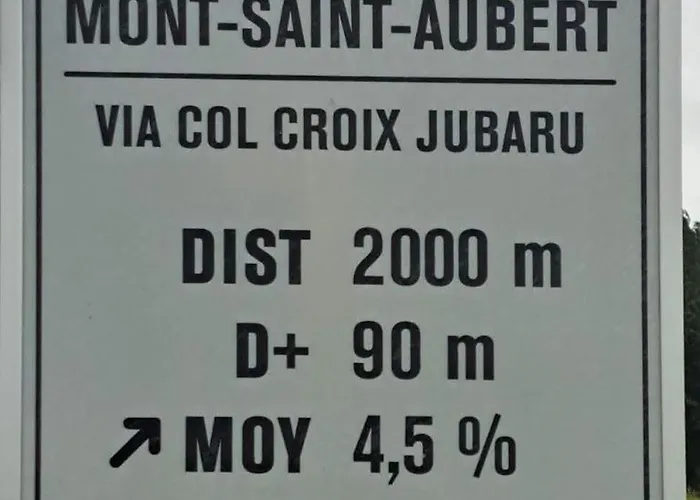 MONT-SAINT-AUBERT
VIA COL CROIX JUBARU
DIST 2000 m
D+ 90 m
↗ MOY 4,5 %